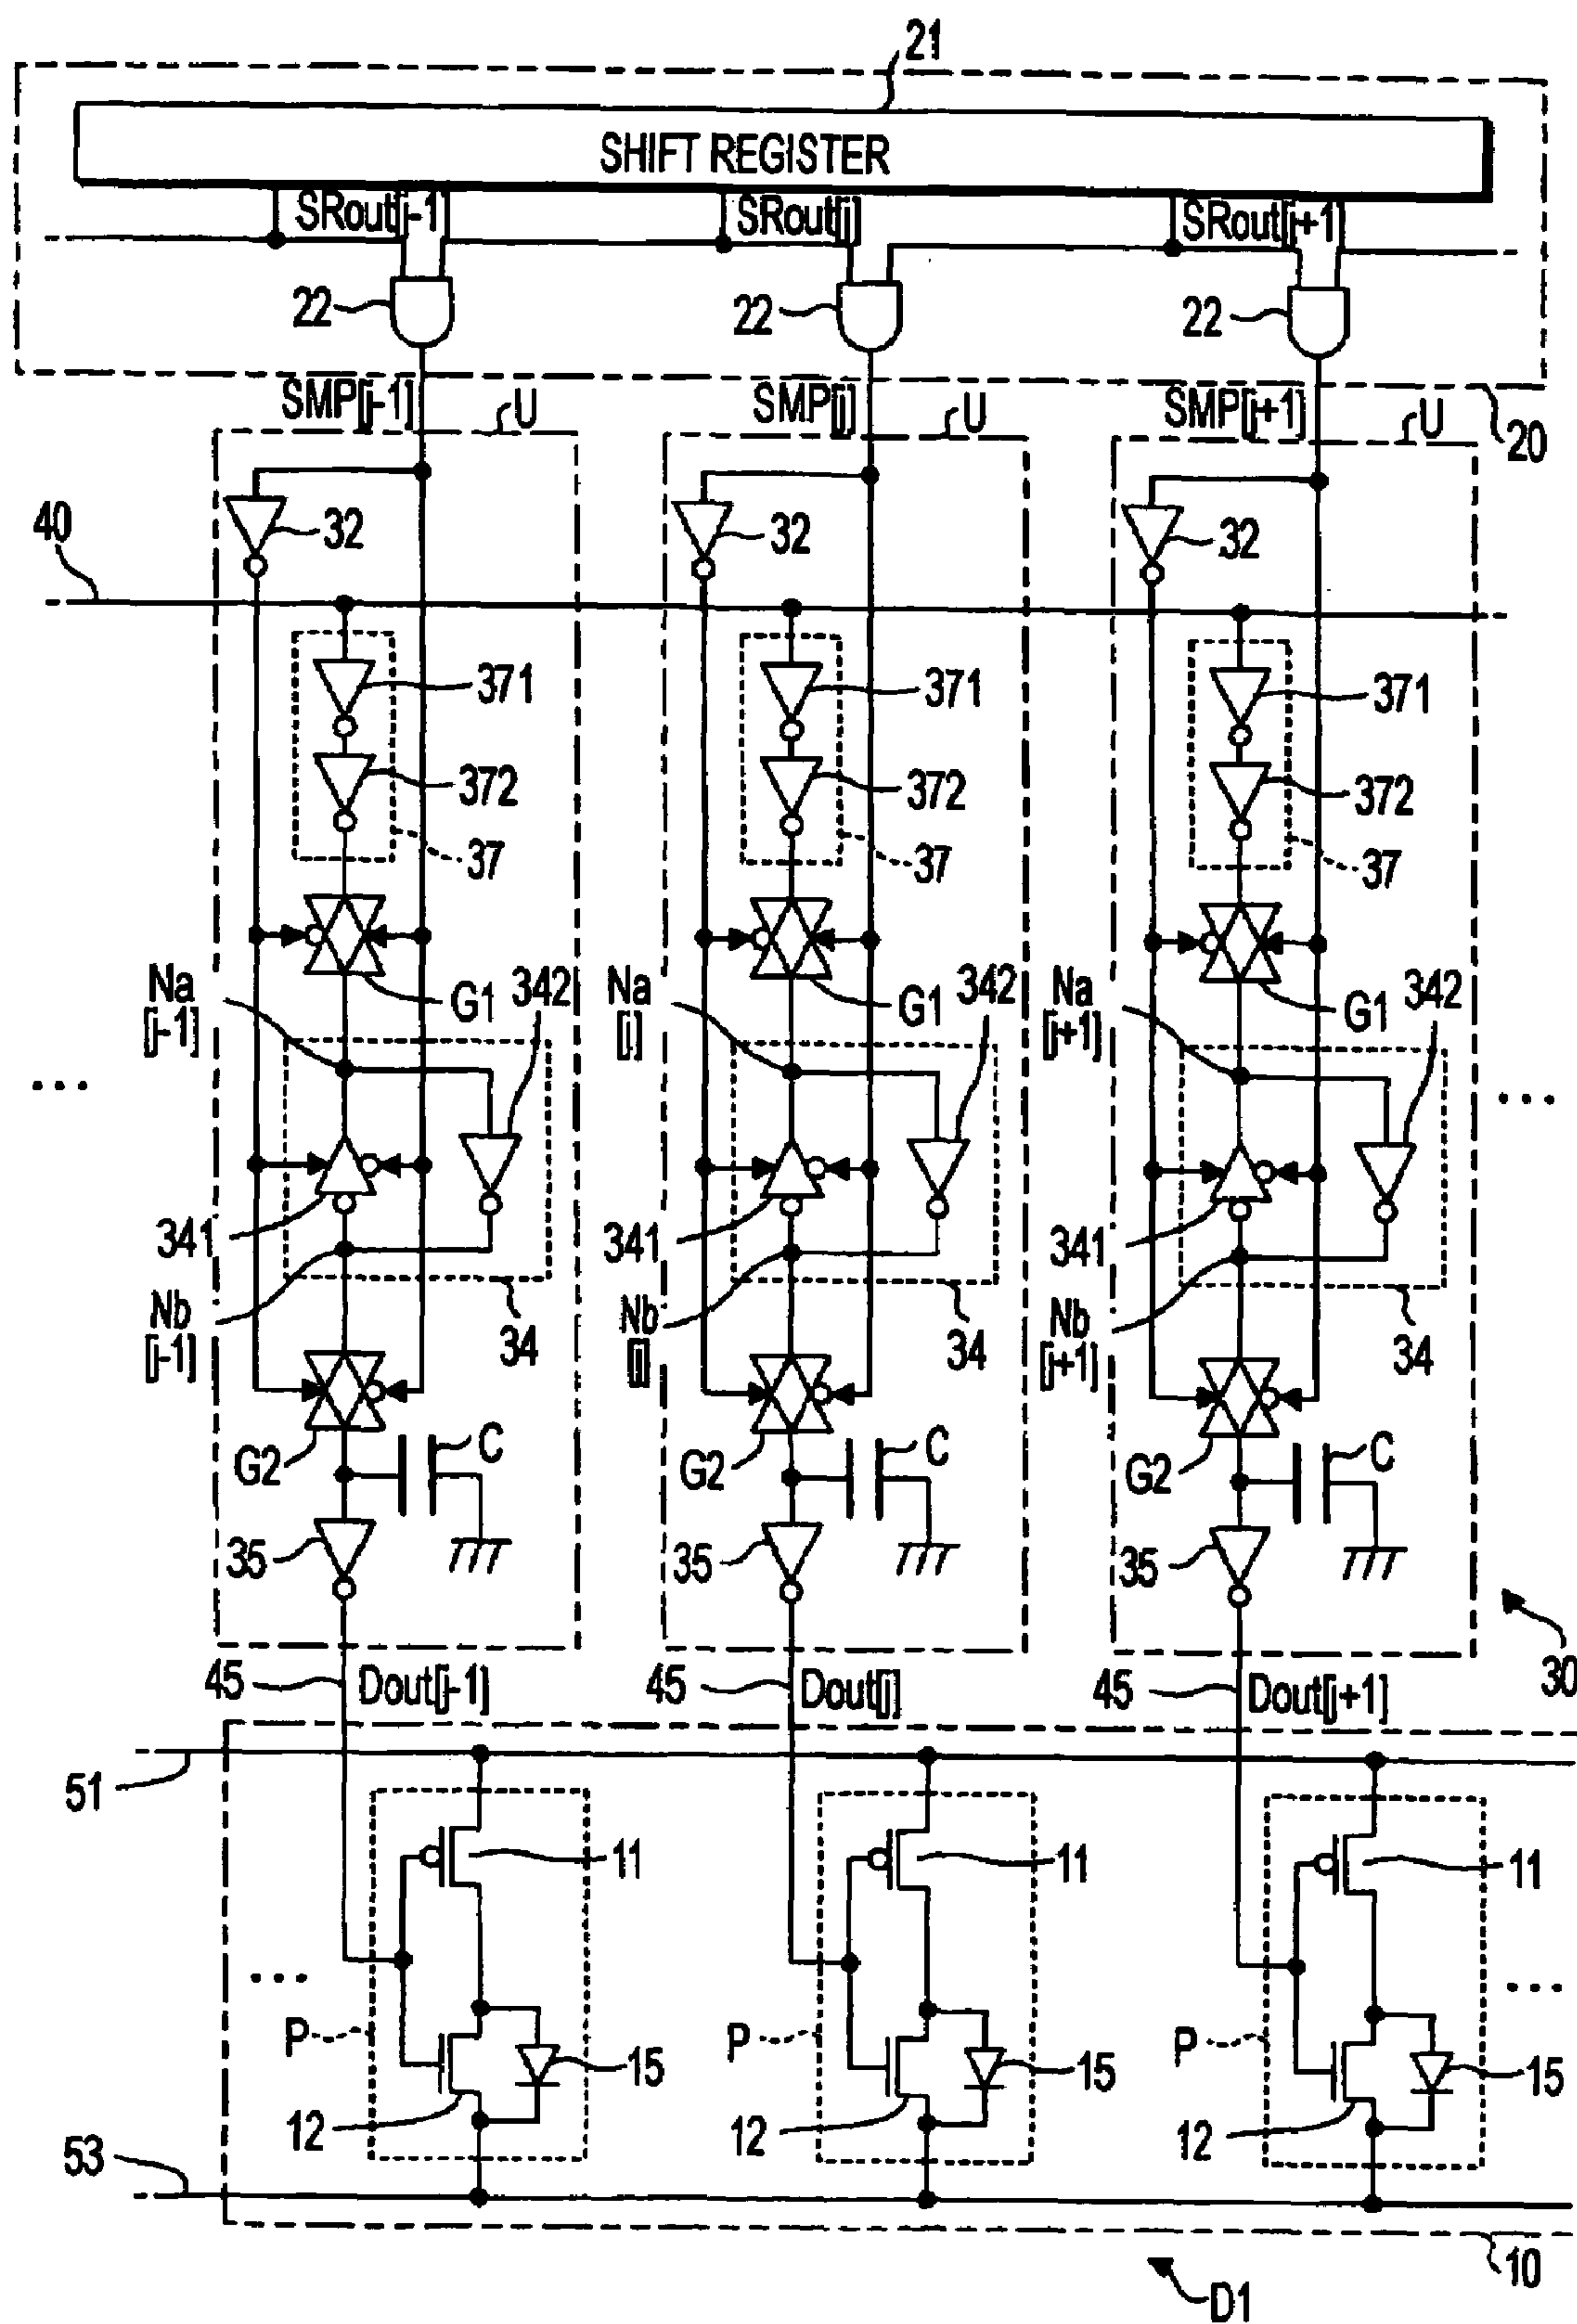 21
SHIFT REGISTER
SRout[j-1] SRout[j] SRout[j+1]
22 22 22
SMP[j-1] U SMP[j] U SMP[j+1] U 20
40 32 32 32
371 371 371
372 372 372
37 37 37
Na [j-1] G1 342 Na [j] G1 342 Na [j+1] G1 342
... ...
341 341 341
Nb [j-1] 34 Nb [j] 34 Nb [j+1] 34
G2 C G2 C G2 C
35 35 35
30
45 Dout[j-1] 45 Dout[j] 45 Dout[j+1]
51
11 11 11
... ...
P 15 P 15 P 15
12 12 12
53
10
D1